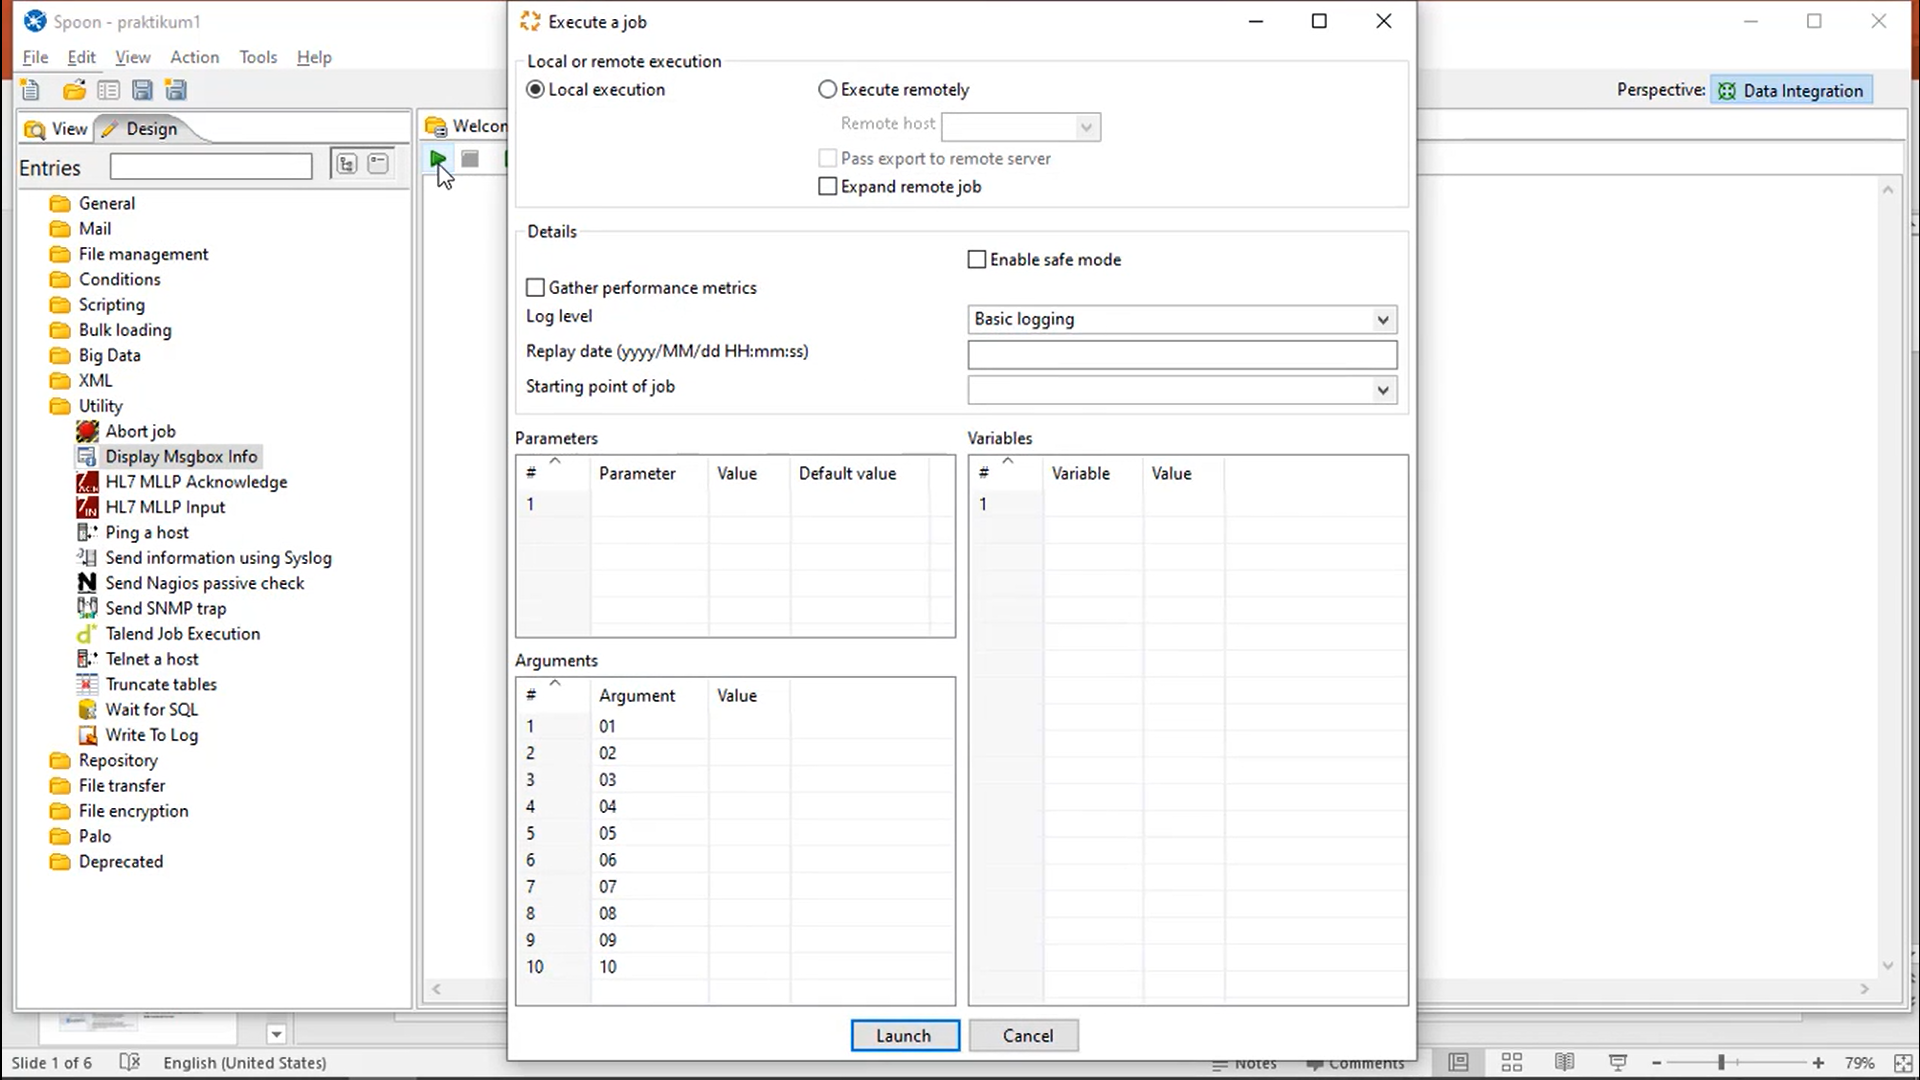 Spoon - praktikum1
File Edit View Action Tools Help
Perspective: Data Integration
View Design
Entries
General
Mail
File management
Conditions
Scripting
Bulk loading
Big Data
XML
Utility
Abort job
Display Msgbox Info
HL7 MLLP Acknowledge
HL7 MLLP Input
Ping a host
Send information using Syslog
Send Nagios passive check
Send SNMP trap
Talend Job Execution
Telnet a host
Truncate tables
Wait for SQL
Write To Log
Repository
File transfer
File encryption
Palo
Deprecated
Welcon
Execute a job
Local or remote execution
Local execution
Execute remotely
Remote host
Pass export to remote server
Expand remote job
Details
Enable safe mode
Gather performance metrics
Log level Basic logging
Replay date (yyyy/MM/dd HH:mm:ss)
Starting point of job
Parameters
# Parameter Value Default value
1
Variables
# Variable Value
1
Arguments
# Argument Value
1 01
2 02
3 03
4 04
5 05
6 06
7 07
8 08
9 09
10 10
Launch Cancel
Slide 1 of 6 English (United States) Notes Comments 79%